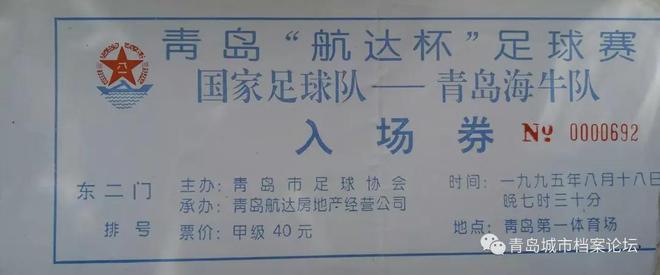 青岛“航达杯”足球赛
国家足球队——青岛海牛队
入场券 No 0000692
东二门
排号
主办：青岛市足球协会
承办：青岛航达房地产经营公司
票价：甲级40元
时间：一九九五年八月十八日
晚七时三十分
地点：青岛第一体育场
青岛城市档案论坛